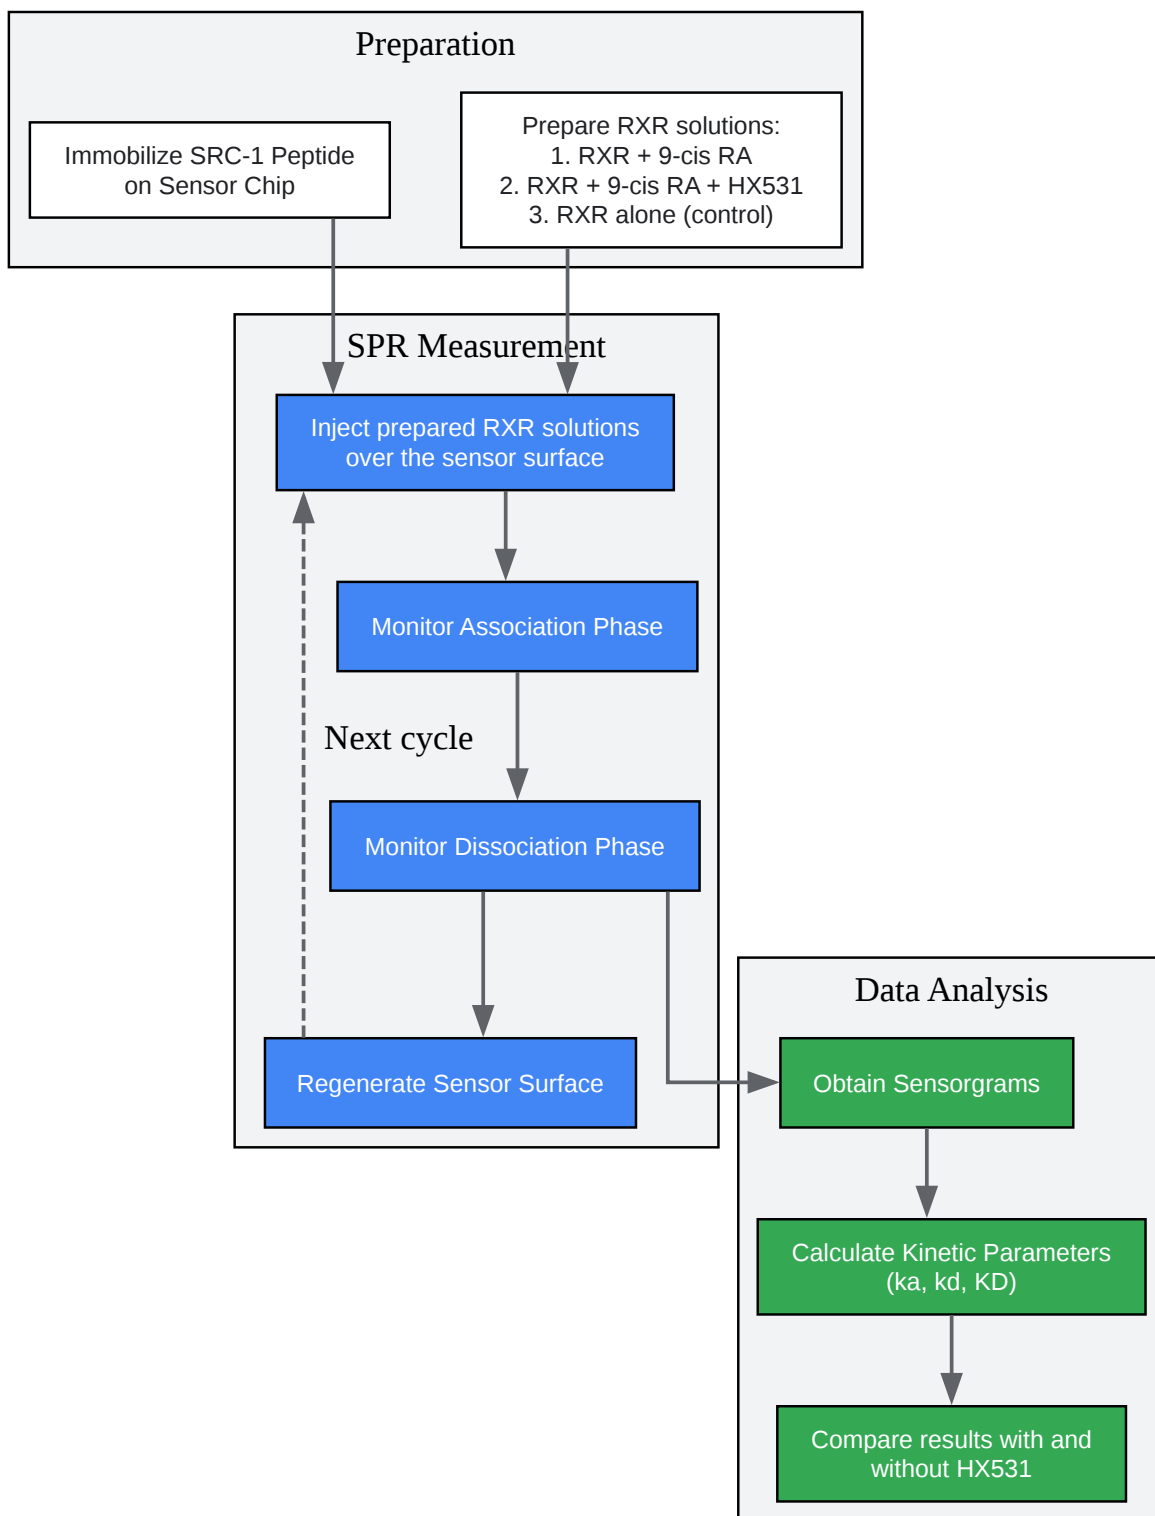 Preparation
Immobilize SRC-1 Peptide
on Sensor Chip
Prepare RXR solutions:
1. RXR + 9-cis RA
2. RXR + 9-cis RA + HX531
3. RXR alone (control)
SPR Measurement
Inject prepared RXR solutions
over the sensor surface
Monitor Association Phase
Next cycle
Monitor Dissociation Phase
Regenerate Sensor Surface
Data Analysis
Obtain Sensorgrams
Calculate Kinetic Parameters
(ka, kd, KD)
Compare results with and
without HX531